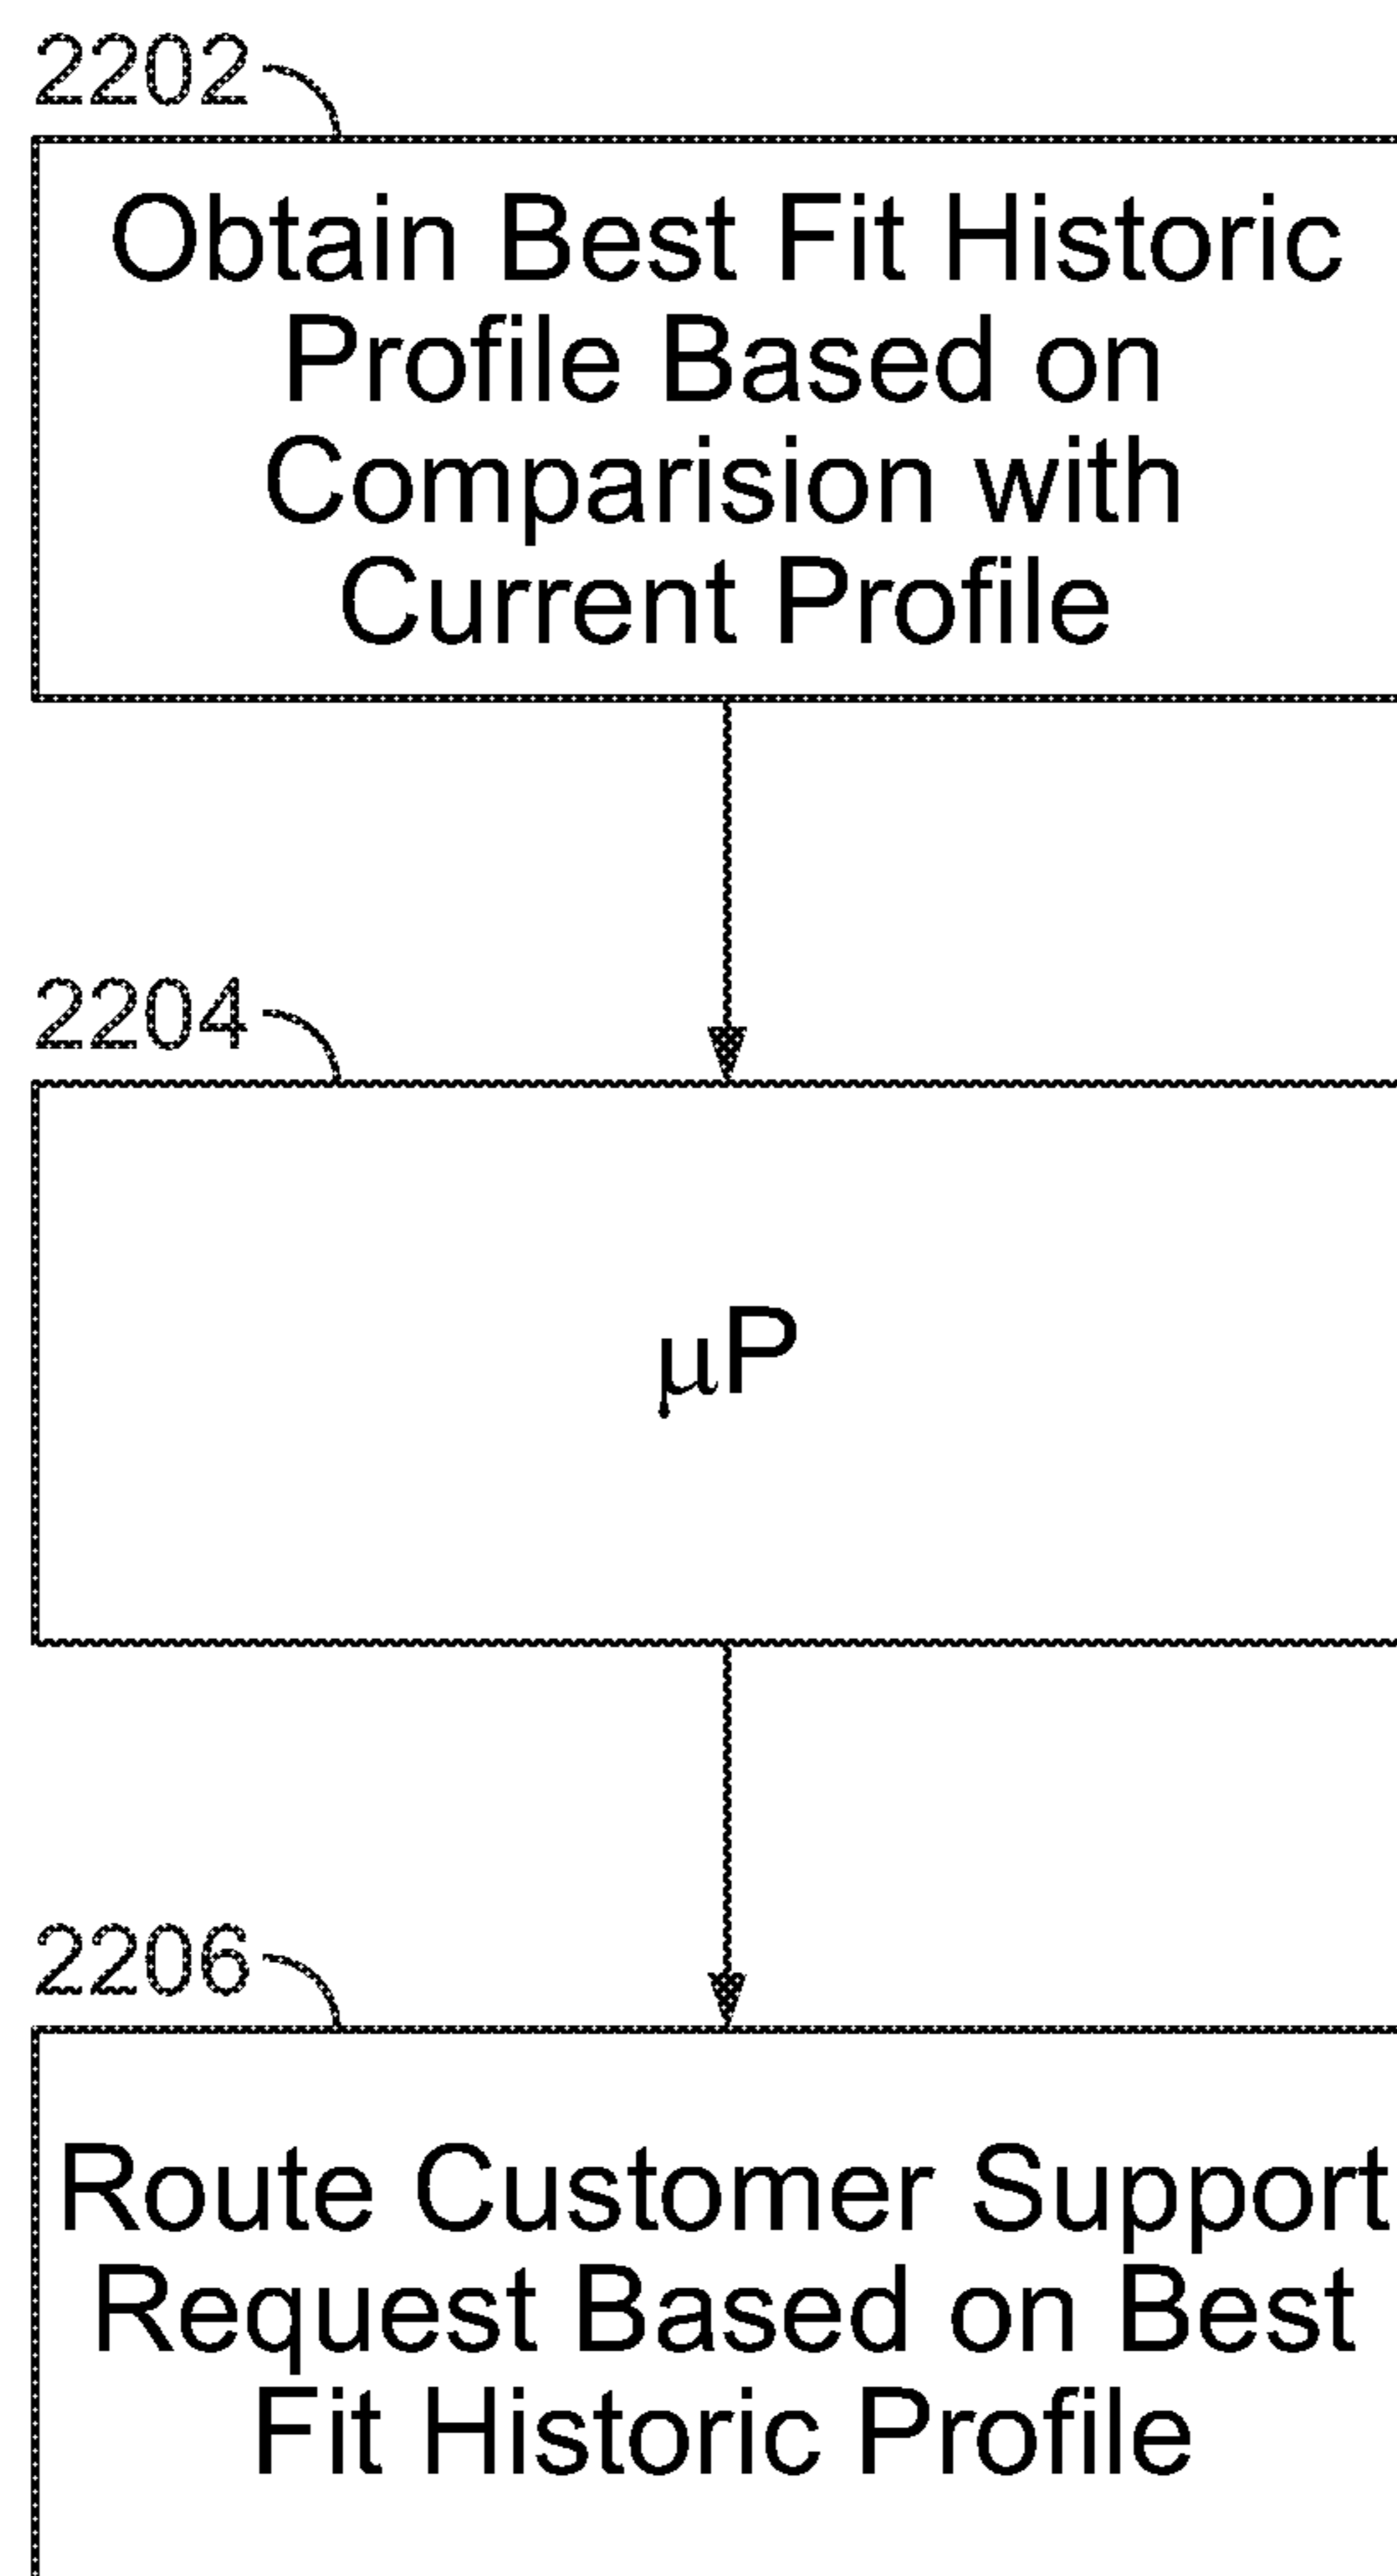 2202
Obtain Best Fit Historic
Profile Based on
Comparision with
Current Profile
2204
μP
2206
Route Customer Support
Request Based on Best
Fit Historic Profile